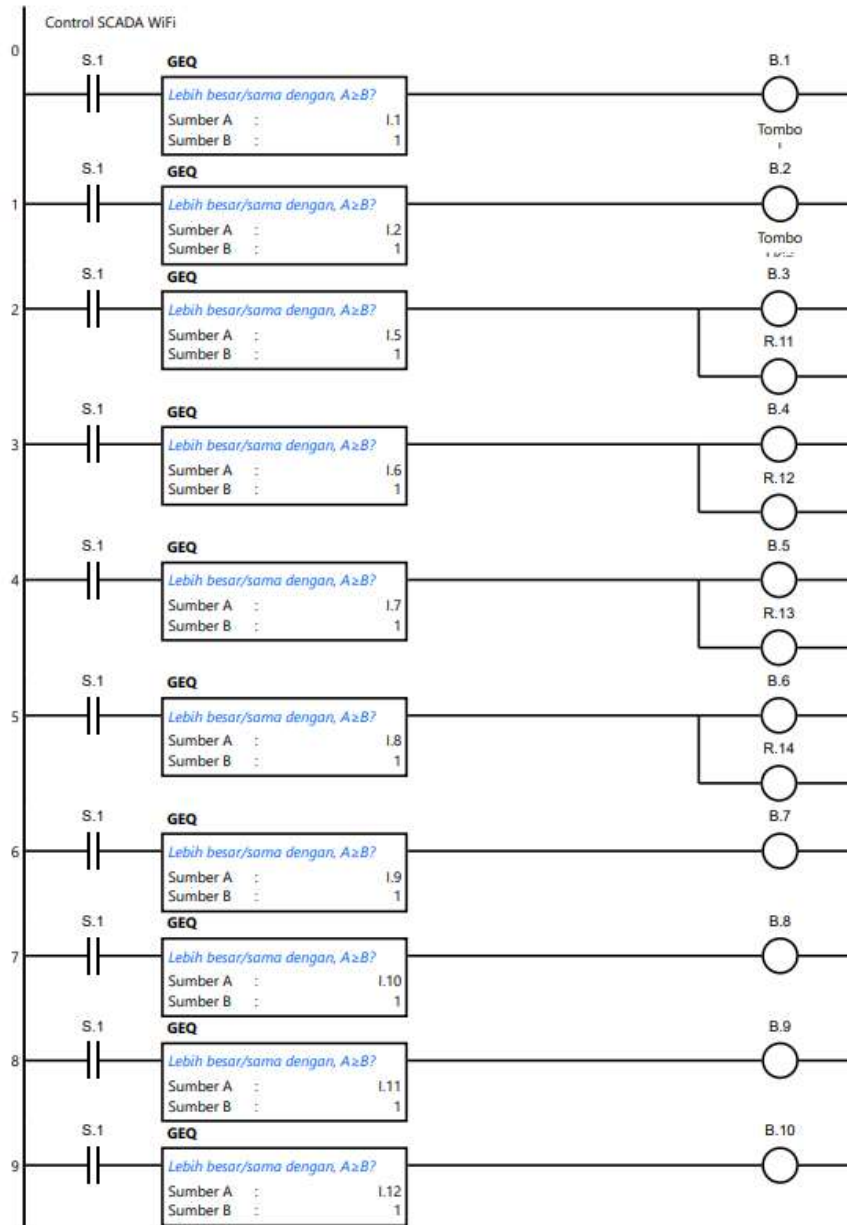 Control SCADA WiFi
0
S.1
GEQ
B.1
Lebih besar/sama dengan, A≥B?
Sumber A : I.1
Sumber B : 1
Tombo
S.1
GEQ
B.2
1
Lebih besar/sama dengan, A≥B?
Sumber A : I.2
Sumber B : 1
Tombo
S.1
GEQ
B.3
2
Lebih besar/sama dengan, A≥B?
Sumber A : I.5
Sumber B : 1
R.11
S.1
GEQ
B.4
3
Lebih besar/sama dengan, A≥B?
Sumber A : I.6
Sumber B : 1
R.12
S.1
GEQ
B.5
4
Lebih besar/sama dengan, A≥B?
Sumber A : I.7
Sumber B : 1
R.13
S.1
GEQ
B.6
5
Lebih besar/sama dengan, A≥B?
Sumber A : I.8
Sumber B : 1
R.14
S.1
GEQ
B.7
6
Lebih besar/sama dengan, A≥B?
Sumber A : I.9
Sumber B : 1
S.1
GEQ
B.8
7
Lebih besar/sama dengan, A≥B?
Sumber A : I.10
Sumber B : 1
S.1
GEQ
B.9
8
Lebih besar/sama dengan, A≥B?
Sumber A : I.11
Sumber B : 1
S.1
GEQ
B.10
9
Lebih besar/sama dengan, A≥B?
Sumber A : I.12
Sumber B : 1